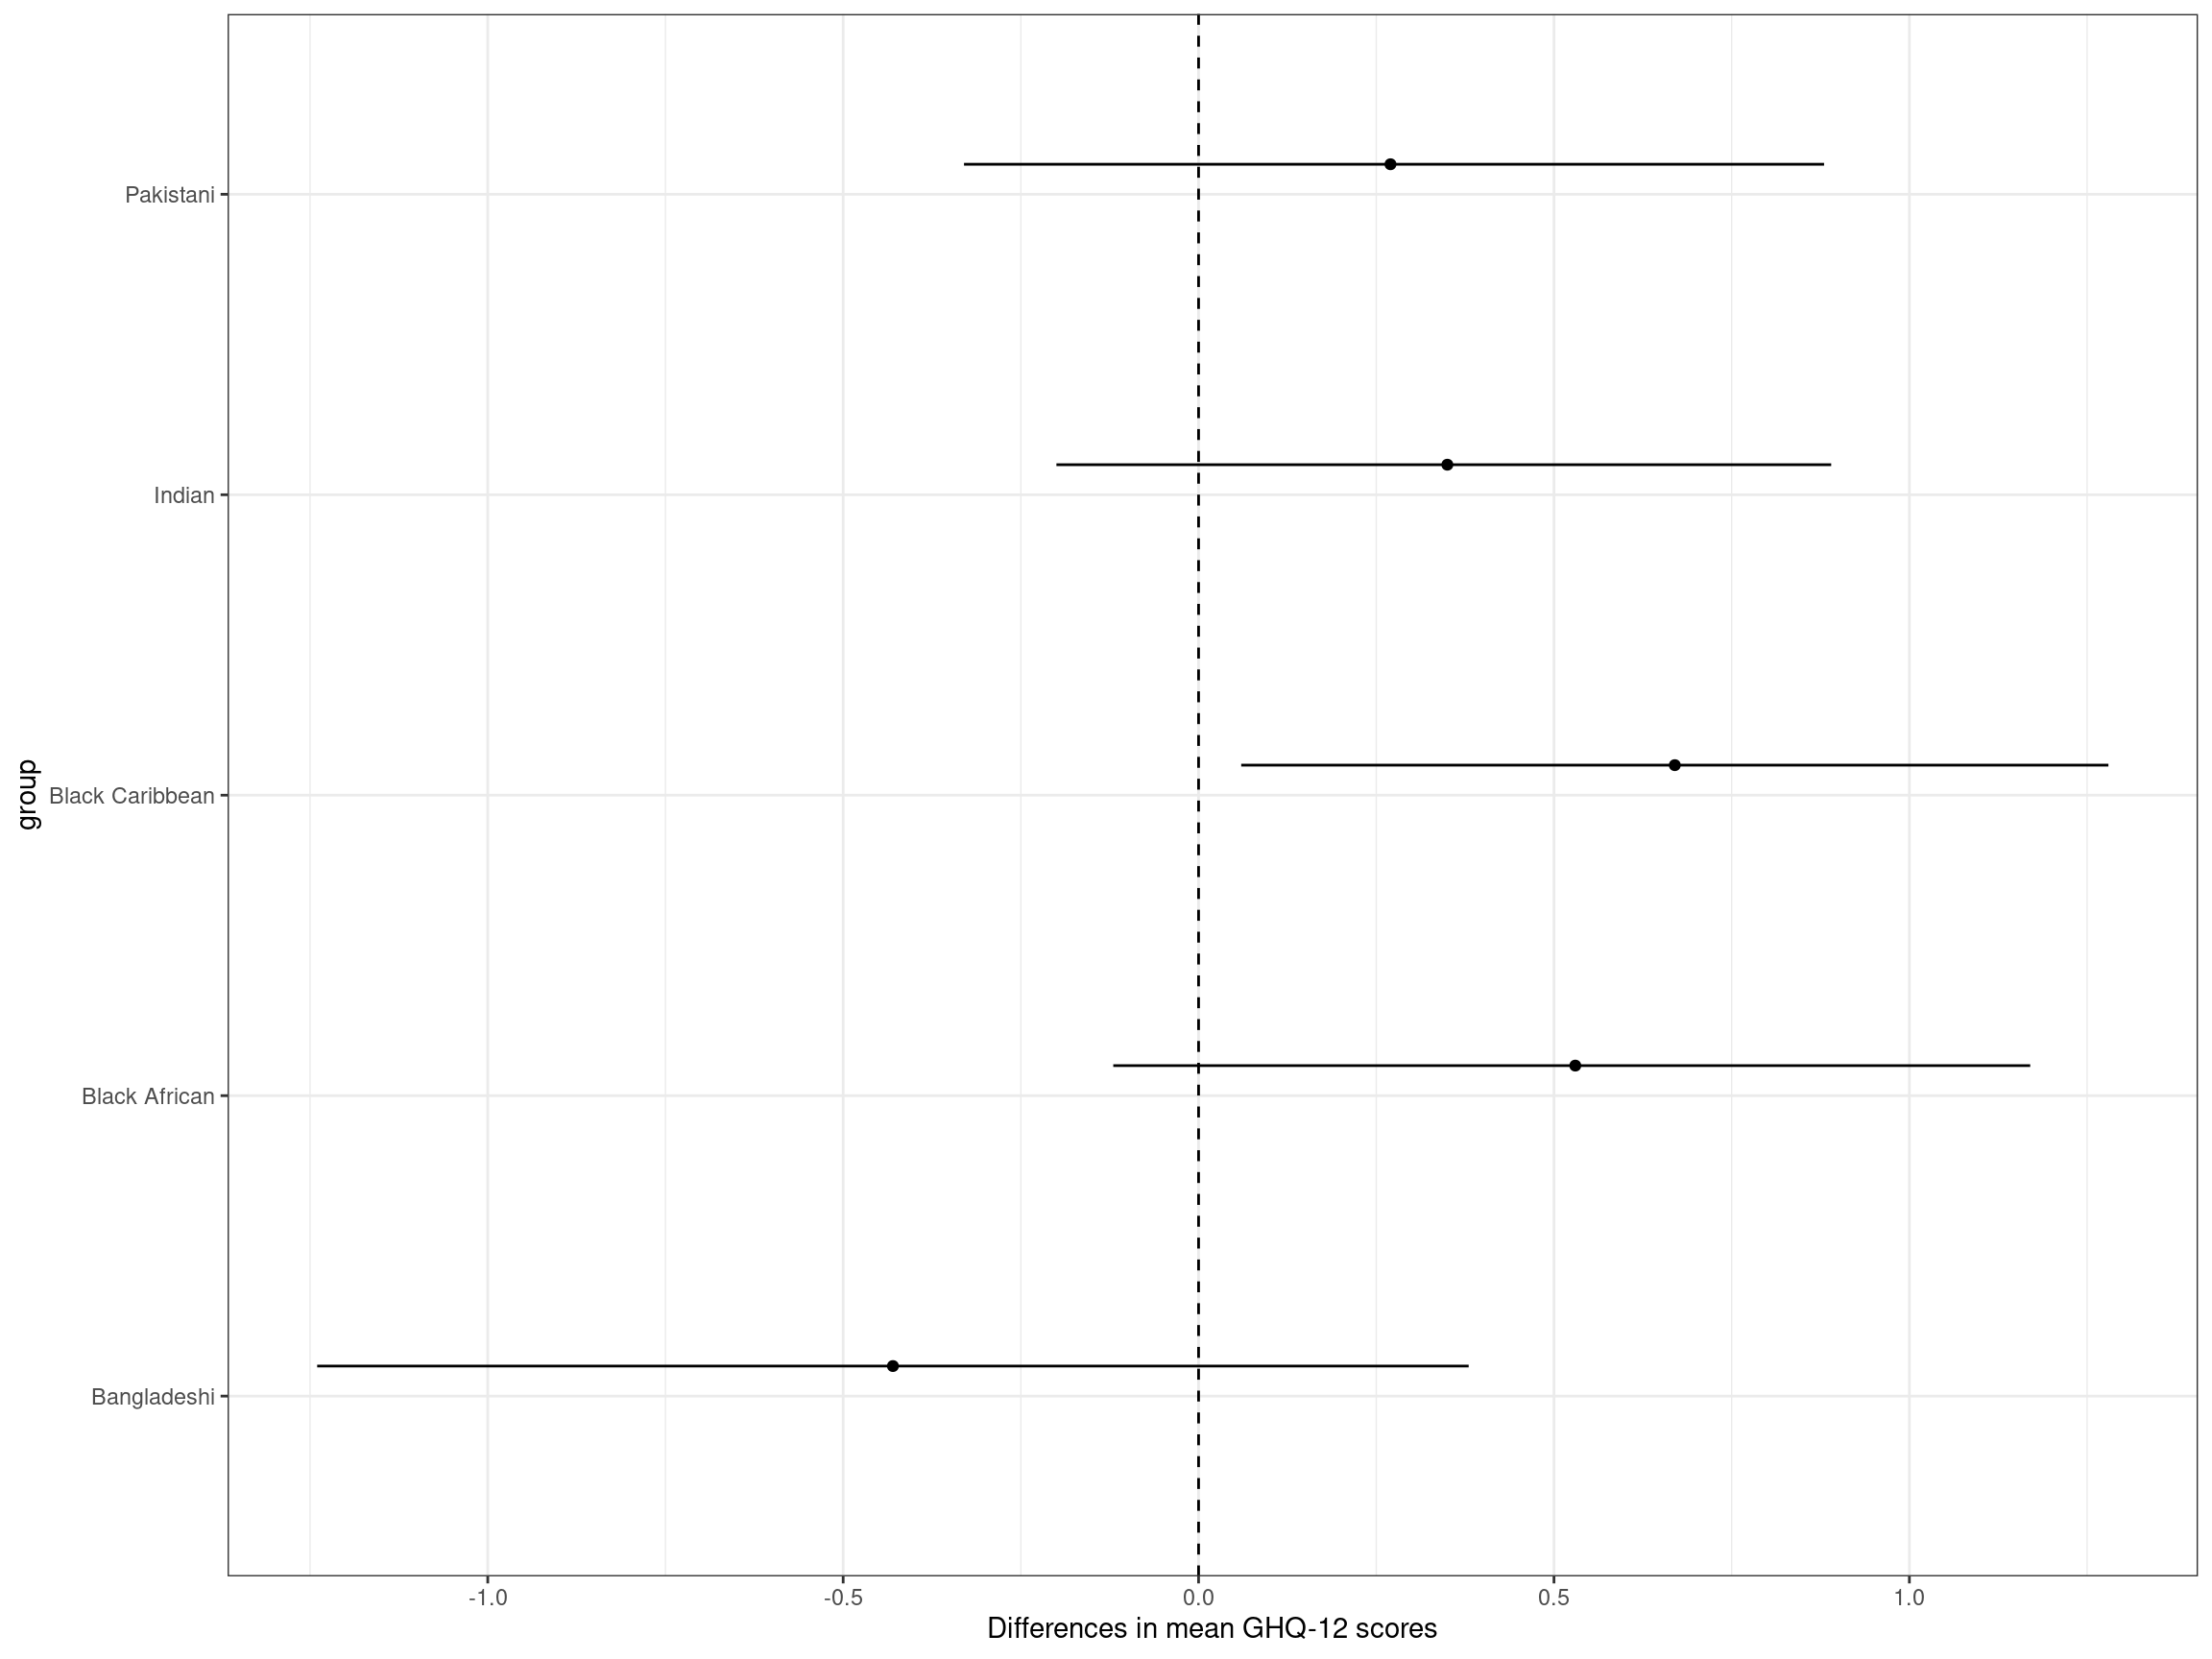 Pakistani
Indian
Black Caribbean
Black African
Bangladeshi
group
-1.0 -0.5 0.0 0.5 1.0
Differences in mean GHQ-12 scores